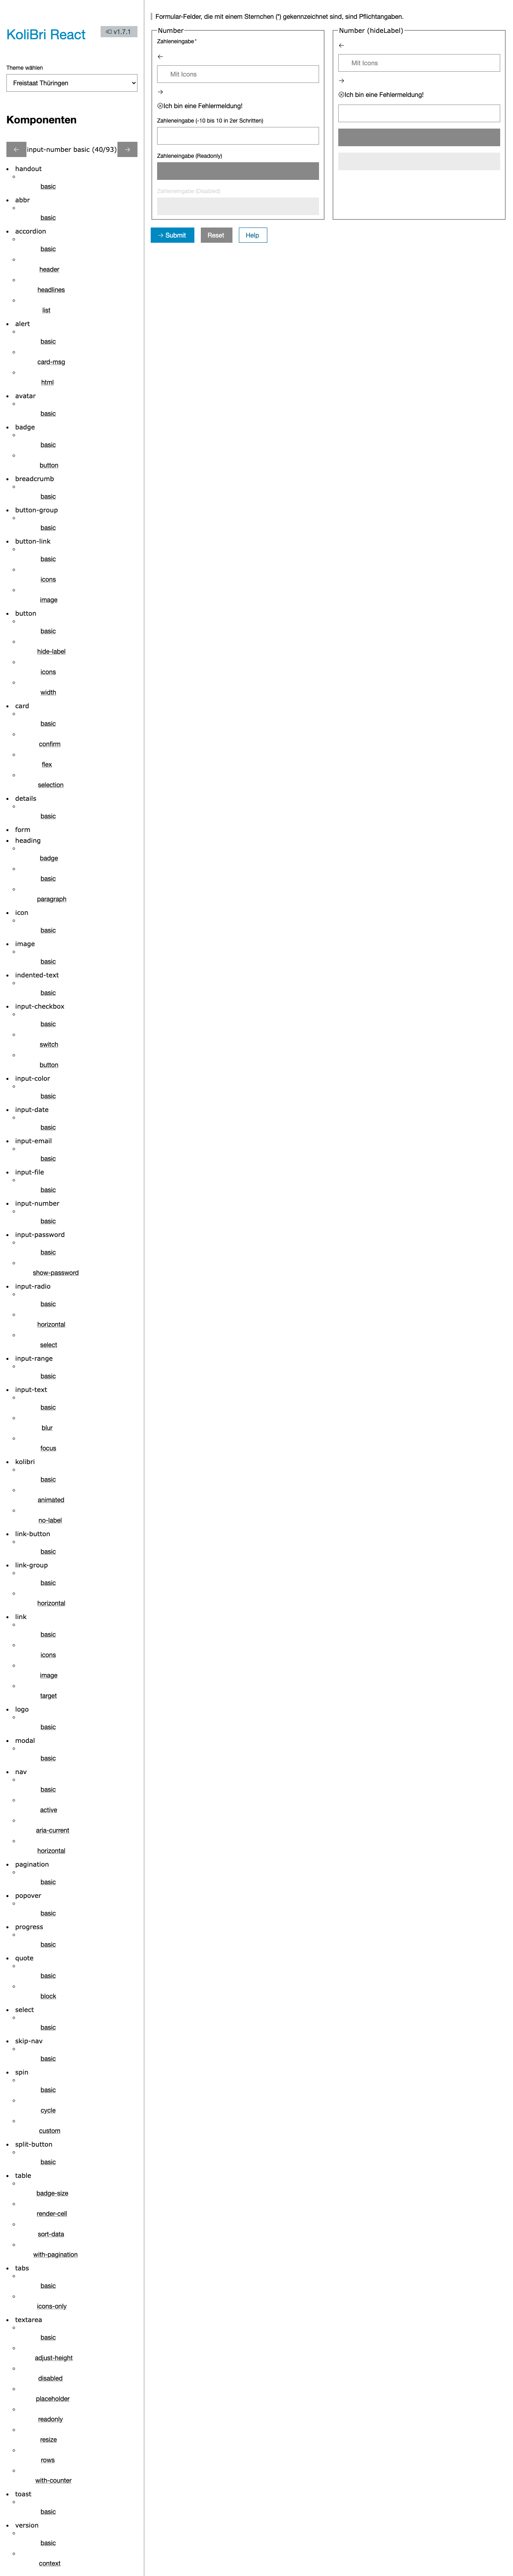 KoliBri React
v1.7.1
Theme wählen
Freistaat Thüringen
Komponenten
←
input-number basic (40/93)
→
handout
basic
abbr
basic
accordion
basic
header
headlines
list
alert
basic
card-msg
html
avatar
basic
badge
basic
button
breadcrumb
basic
button-group
basic
button-link
basic
icons
image
button
basic
hide-label
icons
width
card
basic
confirm
flex
selection
details
basic
form
heading
badge
basic
paragraph
icon
basic
image
basic
indented-text
basic
input-checkbox
basic
switch
button
input-color
basic
input-date
basic
input-email
basic
input-file
basic
input-number
basic
input-password
basic
show-password
input-radio
basic
horizontal
select
input-range
basic
input-text
basic
blur
focus
kolibri
basic
animated
no-label
link-button
basic
link-group
basic
horizontal
link
basic
icons
image
target
logo
basic
modal
basic
nav
basic
active
aria-current
horizontal
pagination
basic
popover
basic
progress
basic
quote
basic
block
select
basic
skip-nav
basic
spin
basic
cycle
custom
split-button
basic
table
badge-size
render-cell
sort-data
with-pagination
tabs
basic
icons-only
textarea
basic
adjust-height
disabled
placeholder
readonly
resize
rows
with-counter
toast
basic
version
basic
context
Formular-Felder, die mit einem Sternchen (*) gekennzeichnet sind, sind Pflichtangaben.
Number
Zahleneingabe*
←
Mit Icons
→
Ich bin eine Fehlermeldung!
Zahleneingabe (-10 bis 10 in 2er Schritten)
Zahleneingabe (Readonly)
Zahleneingabe (Disabled)
Number (hideLabel)
←
Mit Icons
→
Ich bin eine Fehlermeldung!
→ Submit
Reset
Help